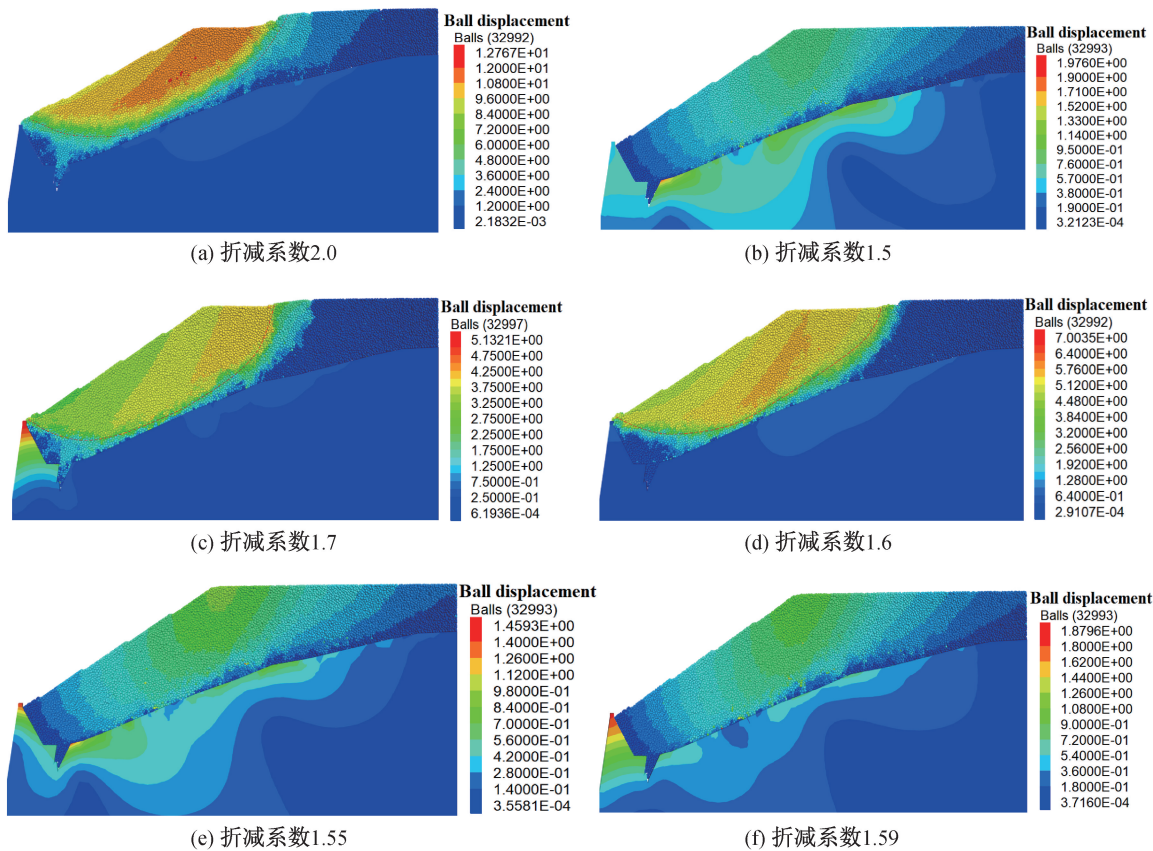 Ball displacement
Balls (32992)
1.2767E+01
1.2000E+01
1.0800E+01
9.6000E+00
8.4000E+00
7.2000E+00
6.0000E+00
4.8000E+00
3.6000E+00
2.4000E+00
1.2000E+00
2.1832E-03
(a) 折减系数2.0
Ball displacement
Balls (32993)
1.9760E+00
1.9000E+00
1.7100E+00
1.5200E+00
1.3300E+00
1.1400E+00
9.5000E-01
7.6000E-01
5.7000E-01
3.8000E-01
1.9000E-01
3.2123E-04
(b) 折减系数1.5
Ball displacement
Balls (32997)
5.1321E+00
4.7500E+00
4.2500E+00
3.7500E+00
3.2500E+00
2.7500E+00
2.2500E+00
1.7500E+00
1.2500E+00
7.5000E-01
2.5000E-01
6.1936E-04
(c) 折减系数1.7
Ball displacement
Balls (32992)
7.0035E+00
6.4000E+00
5.7600E+00
5.1200E+00
4.4800E+00
3.8400E+00
3.2000E+00
2.5600E+00
1.9200E+00
1.2800E+00
6.4000E-01
2.9107E-04
(d) 折减系数1.6
Ball displacement
Balls (32993)
1.4593E+00
1.4000E+00
1.2600E+00
1.1200E+00
9.8000E-01
8.4000E-01
7.0000E-01
5.6000E-01
4.2000E-01
2.8000E-01
1.4000E-01
3.5581E-04
(e) 折减系数1.55
Ball displacement
Balls (32993)
1.8796E+00
1.8000E+00
1.6200E+00
1.4400E+00
1.2600E+00
1.0800E+00
9.0000E-01
7.2000E-01
5.4000E-01
3.6000E-01
1.8000E-01
3.7160E-04
(f) 折减系数1.59